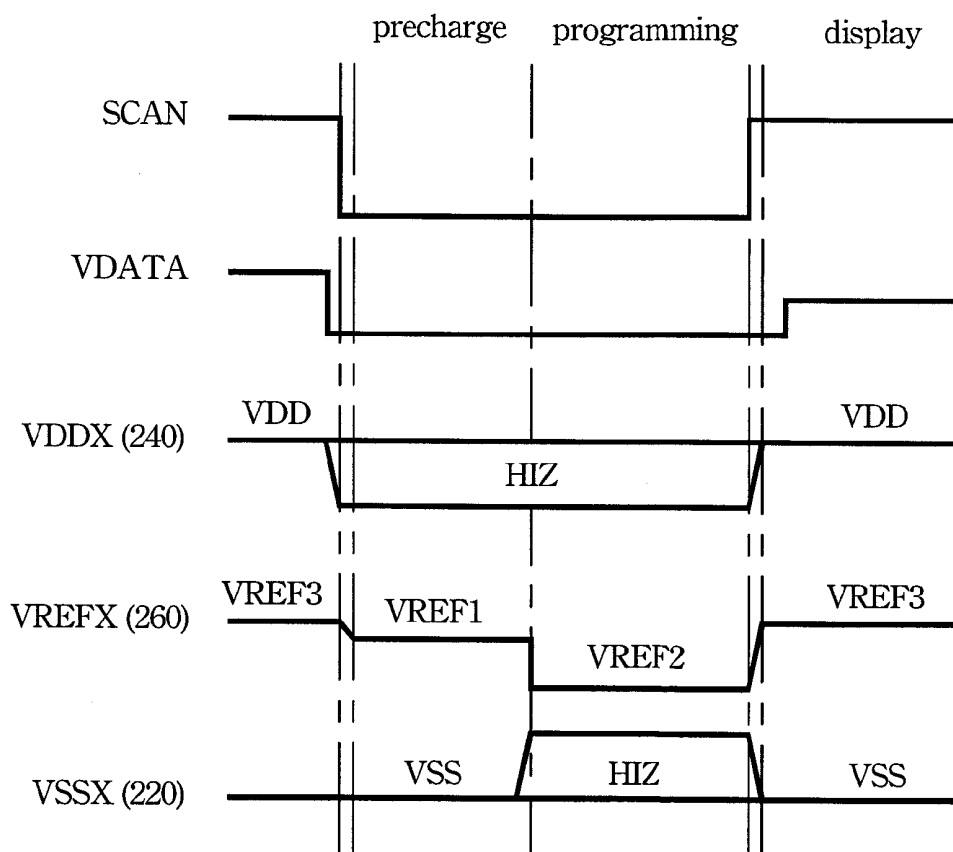 precharge programming display
SCAN
VDATA
VDD VDD
VDDX (240)
HIZ
VREF3 VREF1 VREF3
VREFX (260)
VREF2
VSS HIZ VSS
VSSX (220)